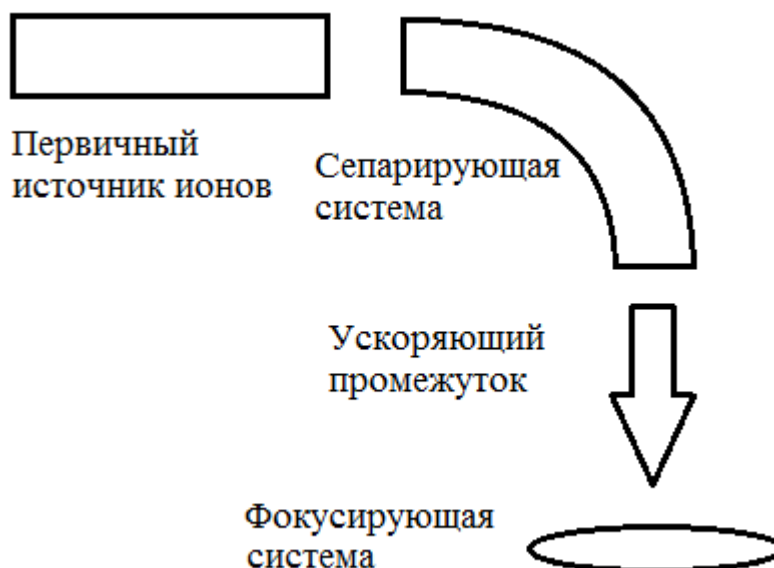 Первичный
источник ионов
Сепарирующая
система
Ускоряющий
промежуток
Фокусирующая
система